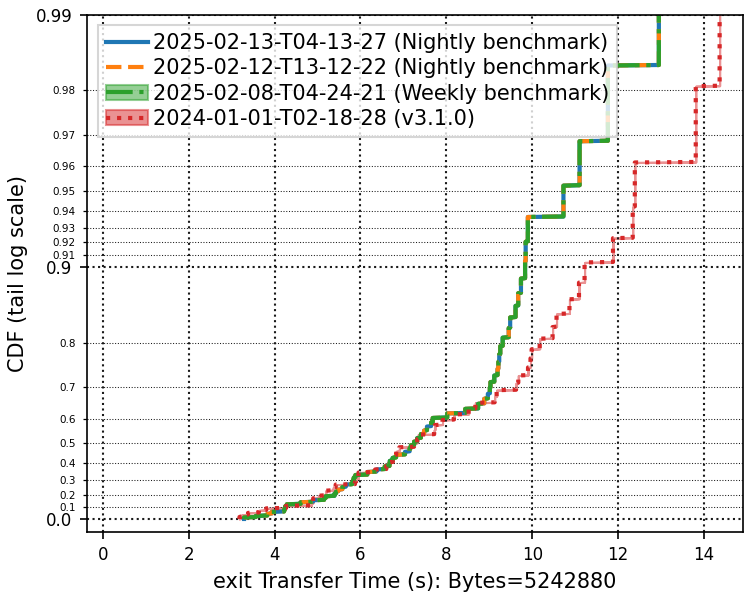 0.99
2025-02-13-T04-13-27 (Nightly benchmark)
2025-02-12-T13-12-22 (Nightly benchmark)
2025-02-08-T04-24-21 (Weekly benchmark)
2024-01-01-T02-18-28 (v3.1.0)
0.98
0.97
0.96
0.95
0.94
0.93
0.92
0.91
0.9
0.8
0.7
0.6
0.5
0.4
0.3
0.2
0.1
0.0
CDF (tail log scale)
0 2 4 6 8 10 12 14
exit Transfer Time (s): Bytes=5242880